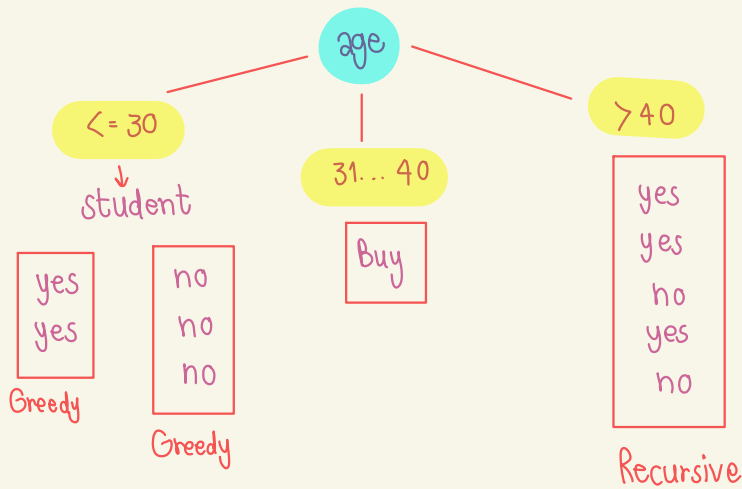 age
<= 30
31... 40
> 40
student
yes
yes
Greedy
no
no
no
Greedy
Buy
yes
yes
no
yes
no
Recursive